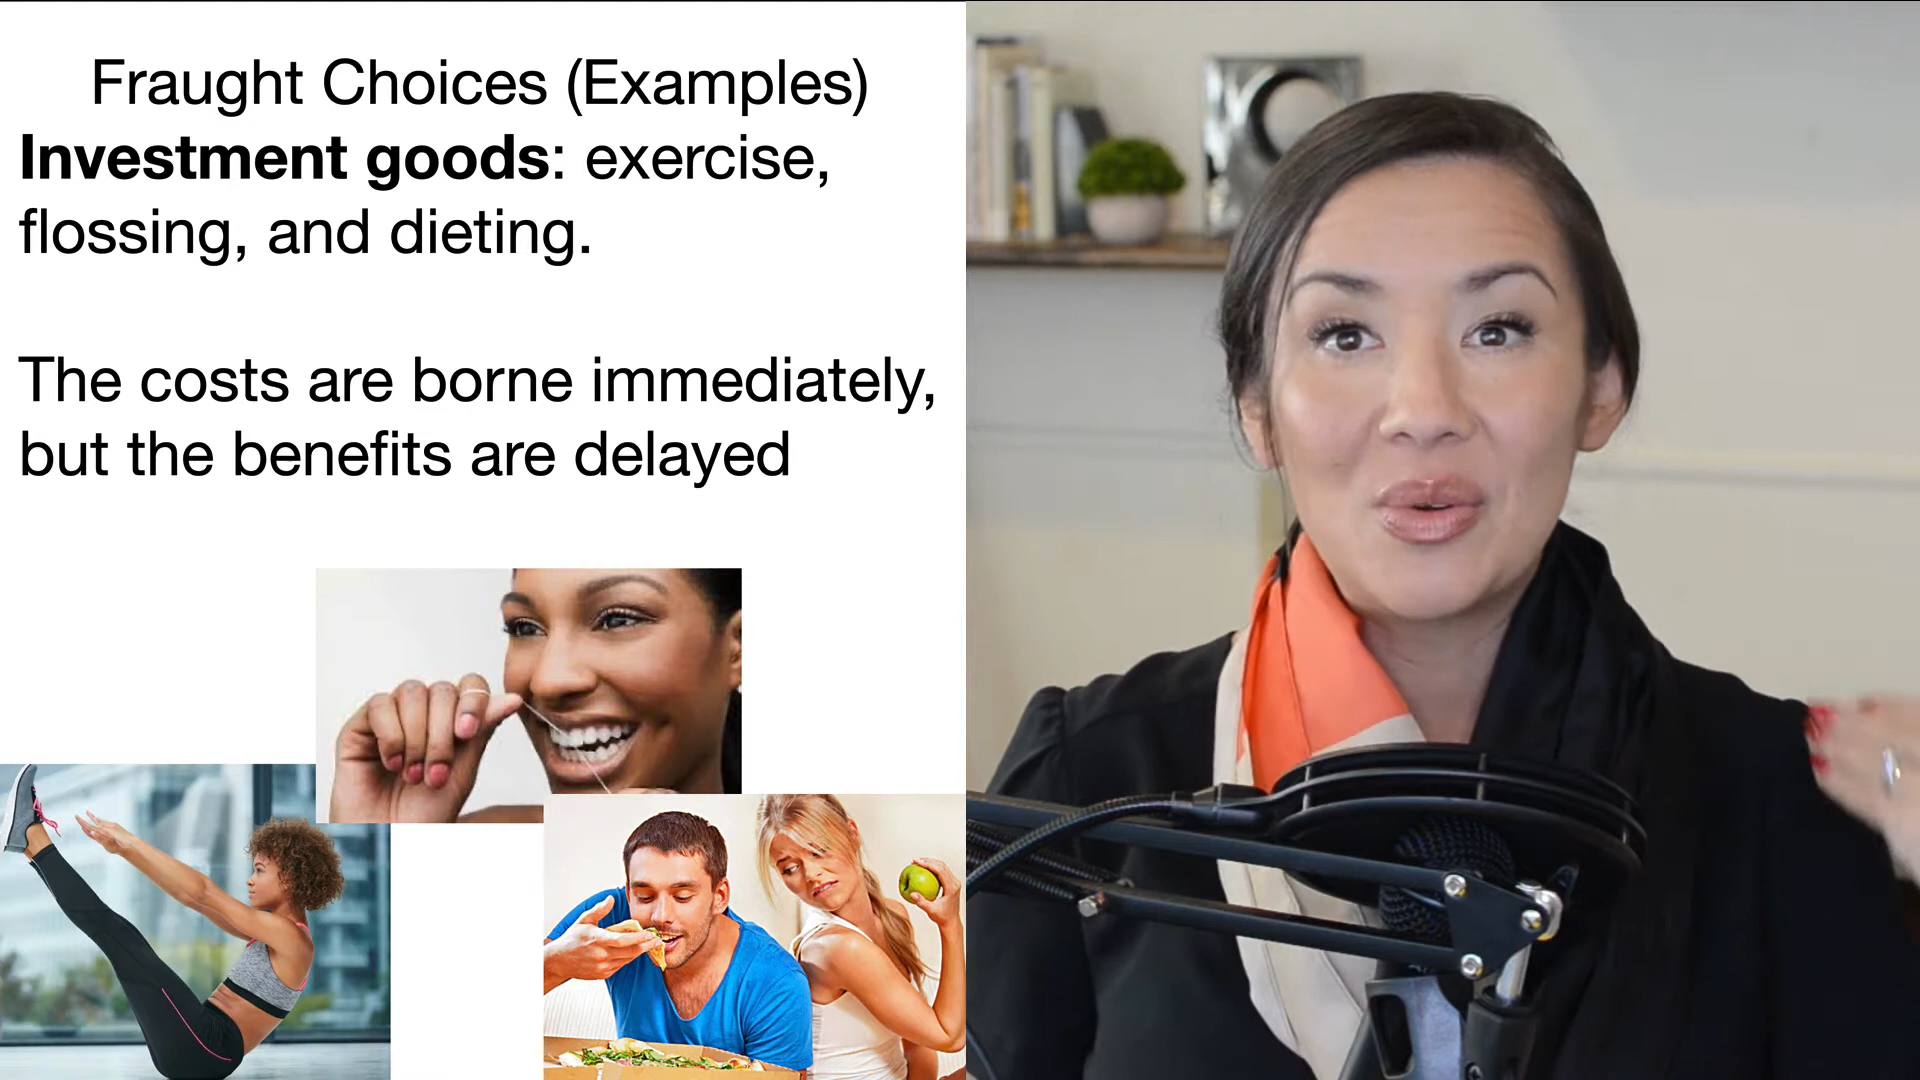 Fraught Choices (Examples)
Investment goods: exercise,
flossing, and dieting.
The costs are borne immediately,
but the benefits are delayed